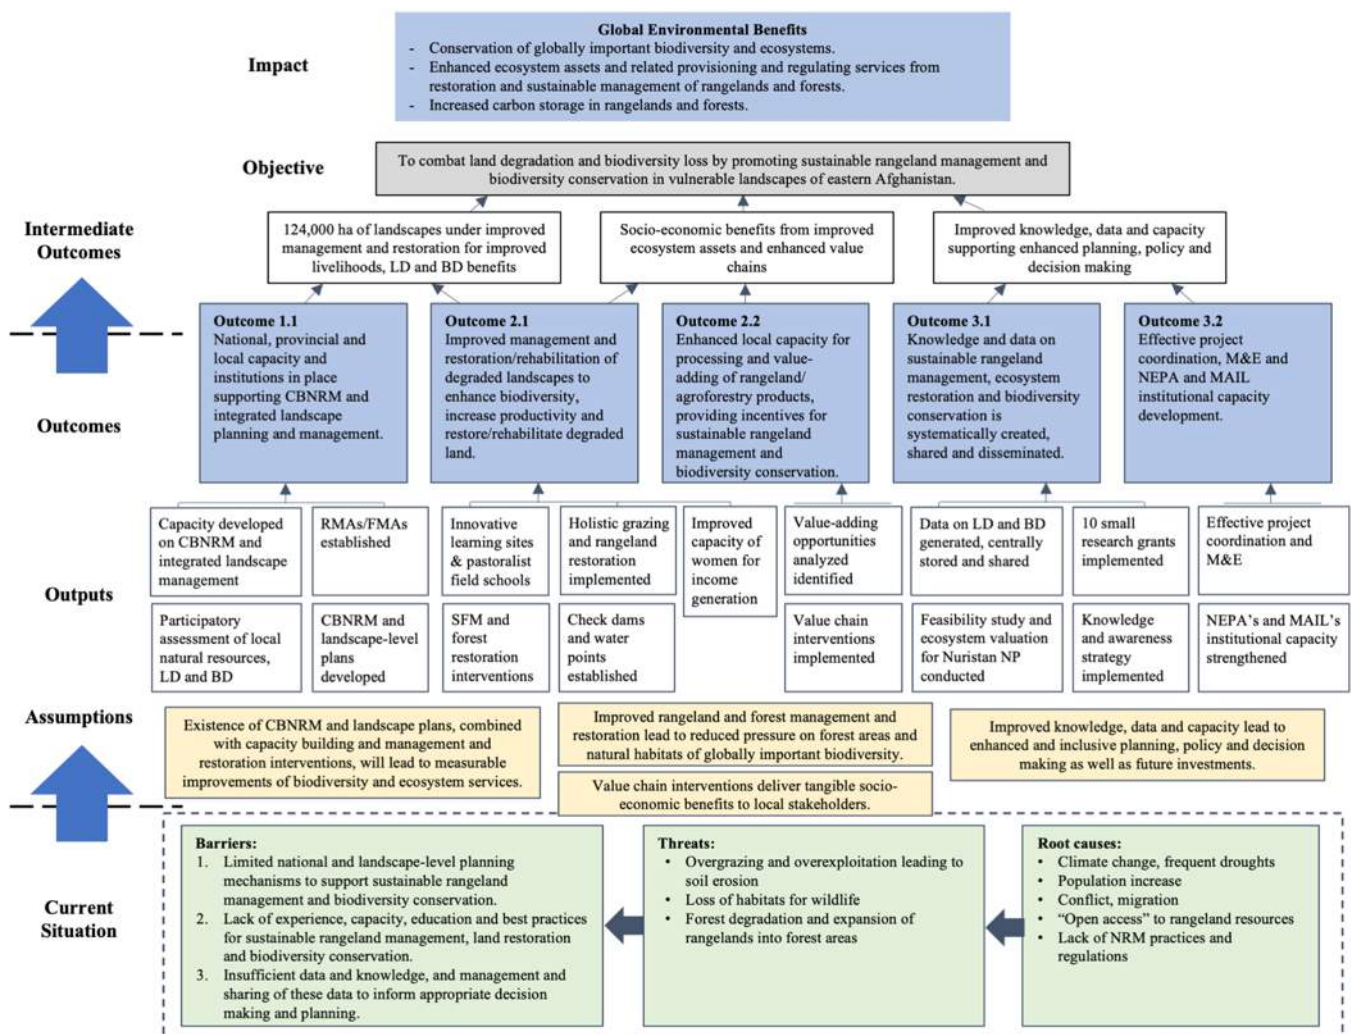 Impact
Global Environmental Benefits
- Conservation of globally important biodiversity and ecosystems.
- Enhanced ecosystem assets and related provisioning and regulating services from
restoration and sustainable management of rangelands and forests.
- Increased carbon storage in rangelands and forests.
Objective
To combat land degradation and biodiversity loss by promoting sustainable rangeland management and
biodiversity conservation in vulnerable landscapes of eastern Afghanistan.
Intermediate
Outcomes
124,000 ha of landscapes under improved
management and restoration for improved
livelihoods, LD and BD benefits
Socio-economic benefits from improved
ecosystem assets and enhanced value
chains
Improved knowledge, data and capacity
supporting enhanced planning, policy and
decision making
Outcomes
Outcome 1.1
National, provincial and
local capacity and
institutions in place
supporting CBNRM and
integrated landscape
planning and management.
Outcome 2.1
Improved management and
restoration/rehabilitation of
degraded landscapes to
enhance biodiversity,
increase productivity and
restore/rehabilitate degraded
land.
Outcome 2.2
Enhanced local capacity for
processing and value-
adding of rangeland/
agroforestry products,
providing incentives for
sustainable rangeland
management and
biodiversity conservation.
Outcome 3.1
Knowledge and data on
sustainable rangeland
management, ecosystem
restoration and biodiversity
conservation is
systematically created,
shared and disseminated.
Outcome 3.2
Effective project
coordination, M&E and
NEPA and MAIL
institutional capacity
development.
Outputs
Capacity developed
on CBNRM and
integrated landscape
management
RMAs/FMAs
established
Innovative
learning sites
& pastoralist
field schools
Holistic grazing
and rangeland
restoration
implemented
Improved
capacity of
women for
income
generation
Value-adding
opportunities
analyzed
identified
Data on LD and BD
generated, centrally
stored and shared
10 small
research grants
implemented
Effective project
coordination and
M&E
Participatory
assessment of local
natural resources,
LD and BD
CBNRM and
landscape-level
plans
developed
SFM and
forest
restoration
interventions
Check dams
and water
points
established
Value chain
interventions
implemented
Feasibility study and
ecosystem valuation
for Nuristan NP
conducted
Knowledge
and awareness
strategy
implemented
NEPA's and MAIL's
institutional capacity
strengthened
Assumptions
Existence of CBNRM and landscape plans, combined
with capacity building and management and
restoration interventions, will lead to measurable
improvements of biodiversity and ecosystem services.
Improved rangeland and forest management and
restoration lead to reduced pressure on forest areas and
natural habitats of globally important biodiversity.
Value chain interventions deliver tangible socio-
economic benefits to local stakeholders.
Improved knowledge, data and capacity lead to
enhanced and inclusive planning, policy and decision
making as well as future investments.
Current
Situation
Barriers:
1. Limited national and landscape-level planning
mechanisms to support sustainable rangeland
management and biodiversity conservation.
2. Lack of experience, capacity, education and best practices
for sustainable rangeland management, land restoration
and biodiversity conservation.
3. Insufficient data and knowledge, and management and
sharing of these data to inform appropriate decision
making and planning.
Threats:
• Overgrazing and overexploitation leading to
soil erosion
• Loss of habitats for wildlife
• Forest degradation and expansion of
rangelands into forest areas
Root causes:
• Climate change, frequent droughts
• Population increase
• Conflict, migration
• "Open access" to rangeland resources
• Lack of NRM practices and
regulations